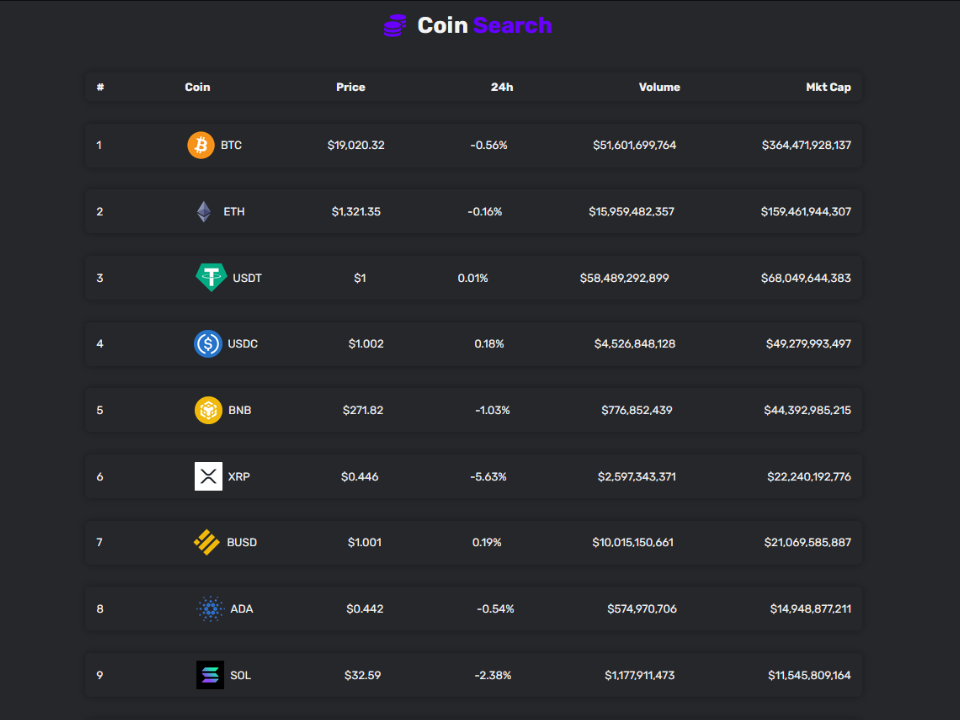 Coin Search
# Coin Price 24h Volume Mkt Cap
1 BTC $19,020.32 -0.56% $51,601,699,764 $364,471,928,137
2 ETH $1,321.35 -0.16% $15,959,482,357 $159,461,944,307
3 USDT $1 0.01% $58,489,292,899 $68,049,644,383
4 USDC $1.002 0.18% $4,526,848,128 $49,279,993,497
5 BNB $271.82 -1.03% $776,852,439 $44,392,985,215
6 XRP $0.446 -5.63% $2,597,343,371 $22,240,192,776
7 BUSD $1.001 0.19% $10,015,150,661 $21,069,585,887
8 ADA $0.442 -0.54% $574,970,706 $14,948,877,211
9 SOL $32.59 -2.38% $1,177,911,473 $11,545,809,164